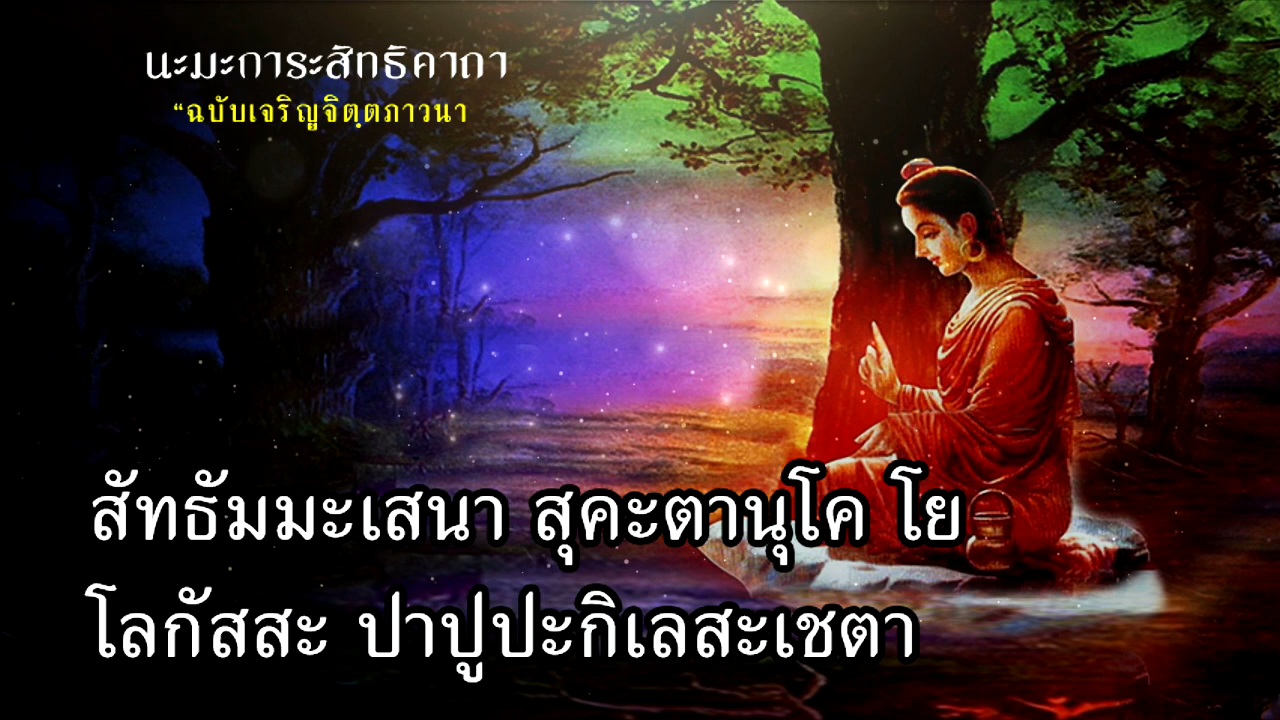 นะมะการะสิทธิคาถา
“ฉบับเจริญจิตฺตภาวนา
สัทธัมมะเสนา สุคะตานุโค โย
โลกัสสะ ปาปูปะกิเลสะเชตา